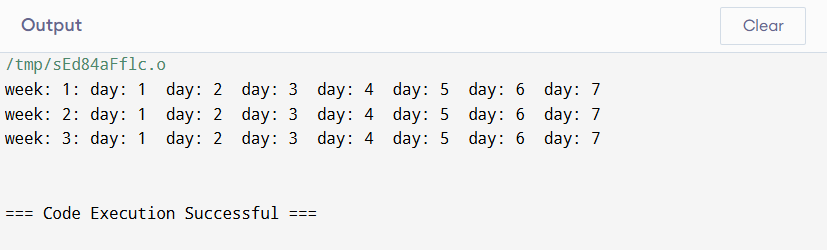 Output
Clear
/tmp/sEd84aFflc.o
week: 1: day: 1  day: 2  day: 3  day: 4  day: 5  day: 6  day: 7
week: 2: day: 1  day: 2  day: 3  day: 4  day: 5  day: 6  day: 7
week: 3: day: 1  day: 2  day: 3  day: 4  day: 5  day: 6  day: 7
=== Code Execution Successful ===